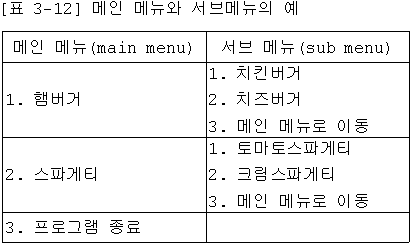 [표 3-12] 메인 메뉴와 서브메뉴의 예
메인 메뉴(main menu)
서브 메뉴(sub menu)
1. 햄버거
1. 치킨버거
2. 치즈버거
3. 메인 메뉴로 이동
2. 스파게티
1. 토마토스파게티
2. 크림스파게티
3. 메인 메뉴로 이동
3. 프로그램 종료